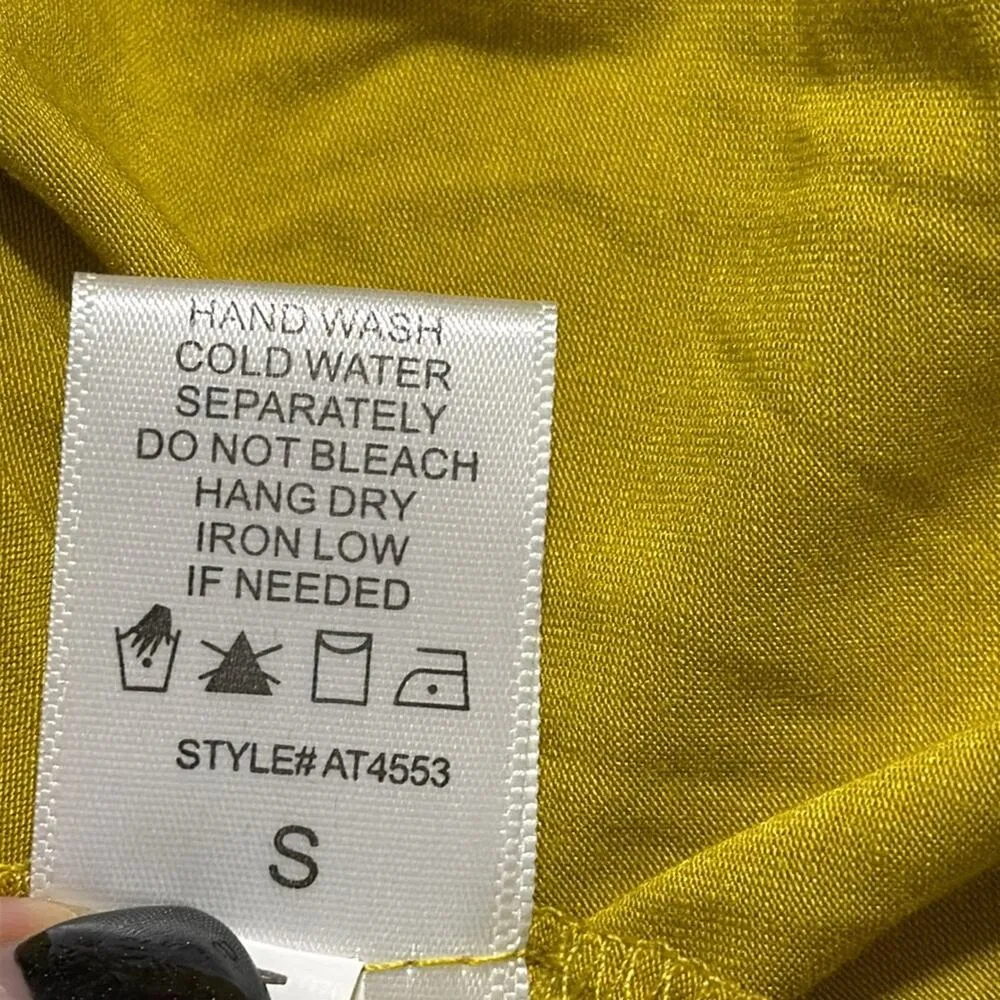 HAND WASH
COLD WATER
SEPARATELY
DO NOT BLEACH
HANG DRY
IRON LOW
IF NEEDED
STYLE# AT4553
S